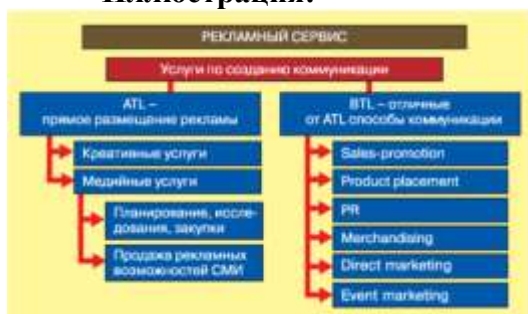 Иллюстрация:
РЕКЛАМНЫЙ СЕРВИС
Услуги по созданию коммуникации
ATL –
прямое размещение рекламы
Креативные услуги
Медийные услуги
Планирование, иссле-
дования, закупки
Продажа рекламных
возможностей СМИ
BTL – отличные
от ATL способы коммуникации
Sales-promotion
Product placement
PR
Merchandising
Direct marketing
Event marketing